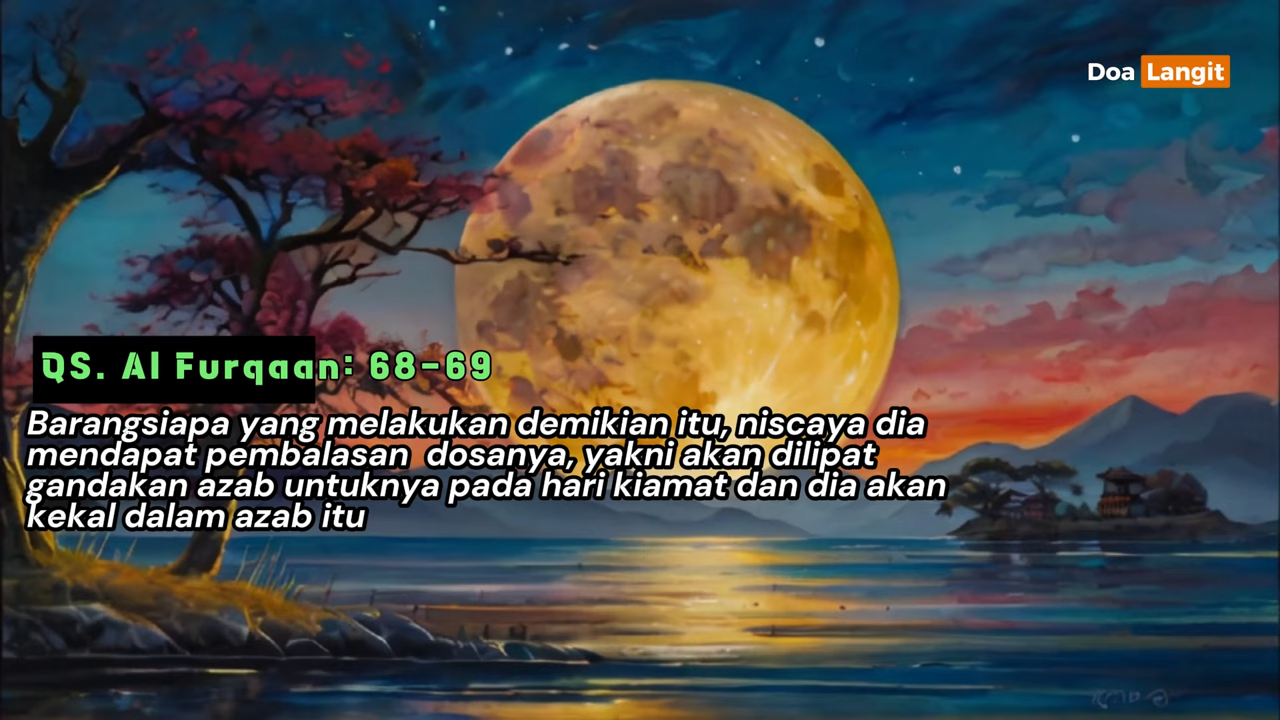 Doa Langit
QS. Al Furqaan: 68-69
Barangsiapa yang melakukan demikian itu, niscaya dia
mendapat pembalasan dosanya, yakni akan dilipat
gandakan azab untuknya pada hari kiamat dan dia akan
kekal dalam azab itu